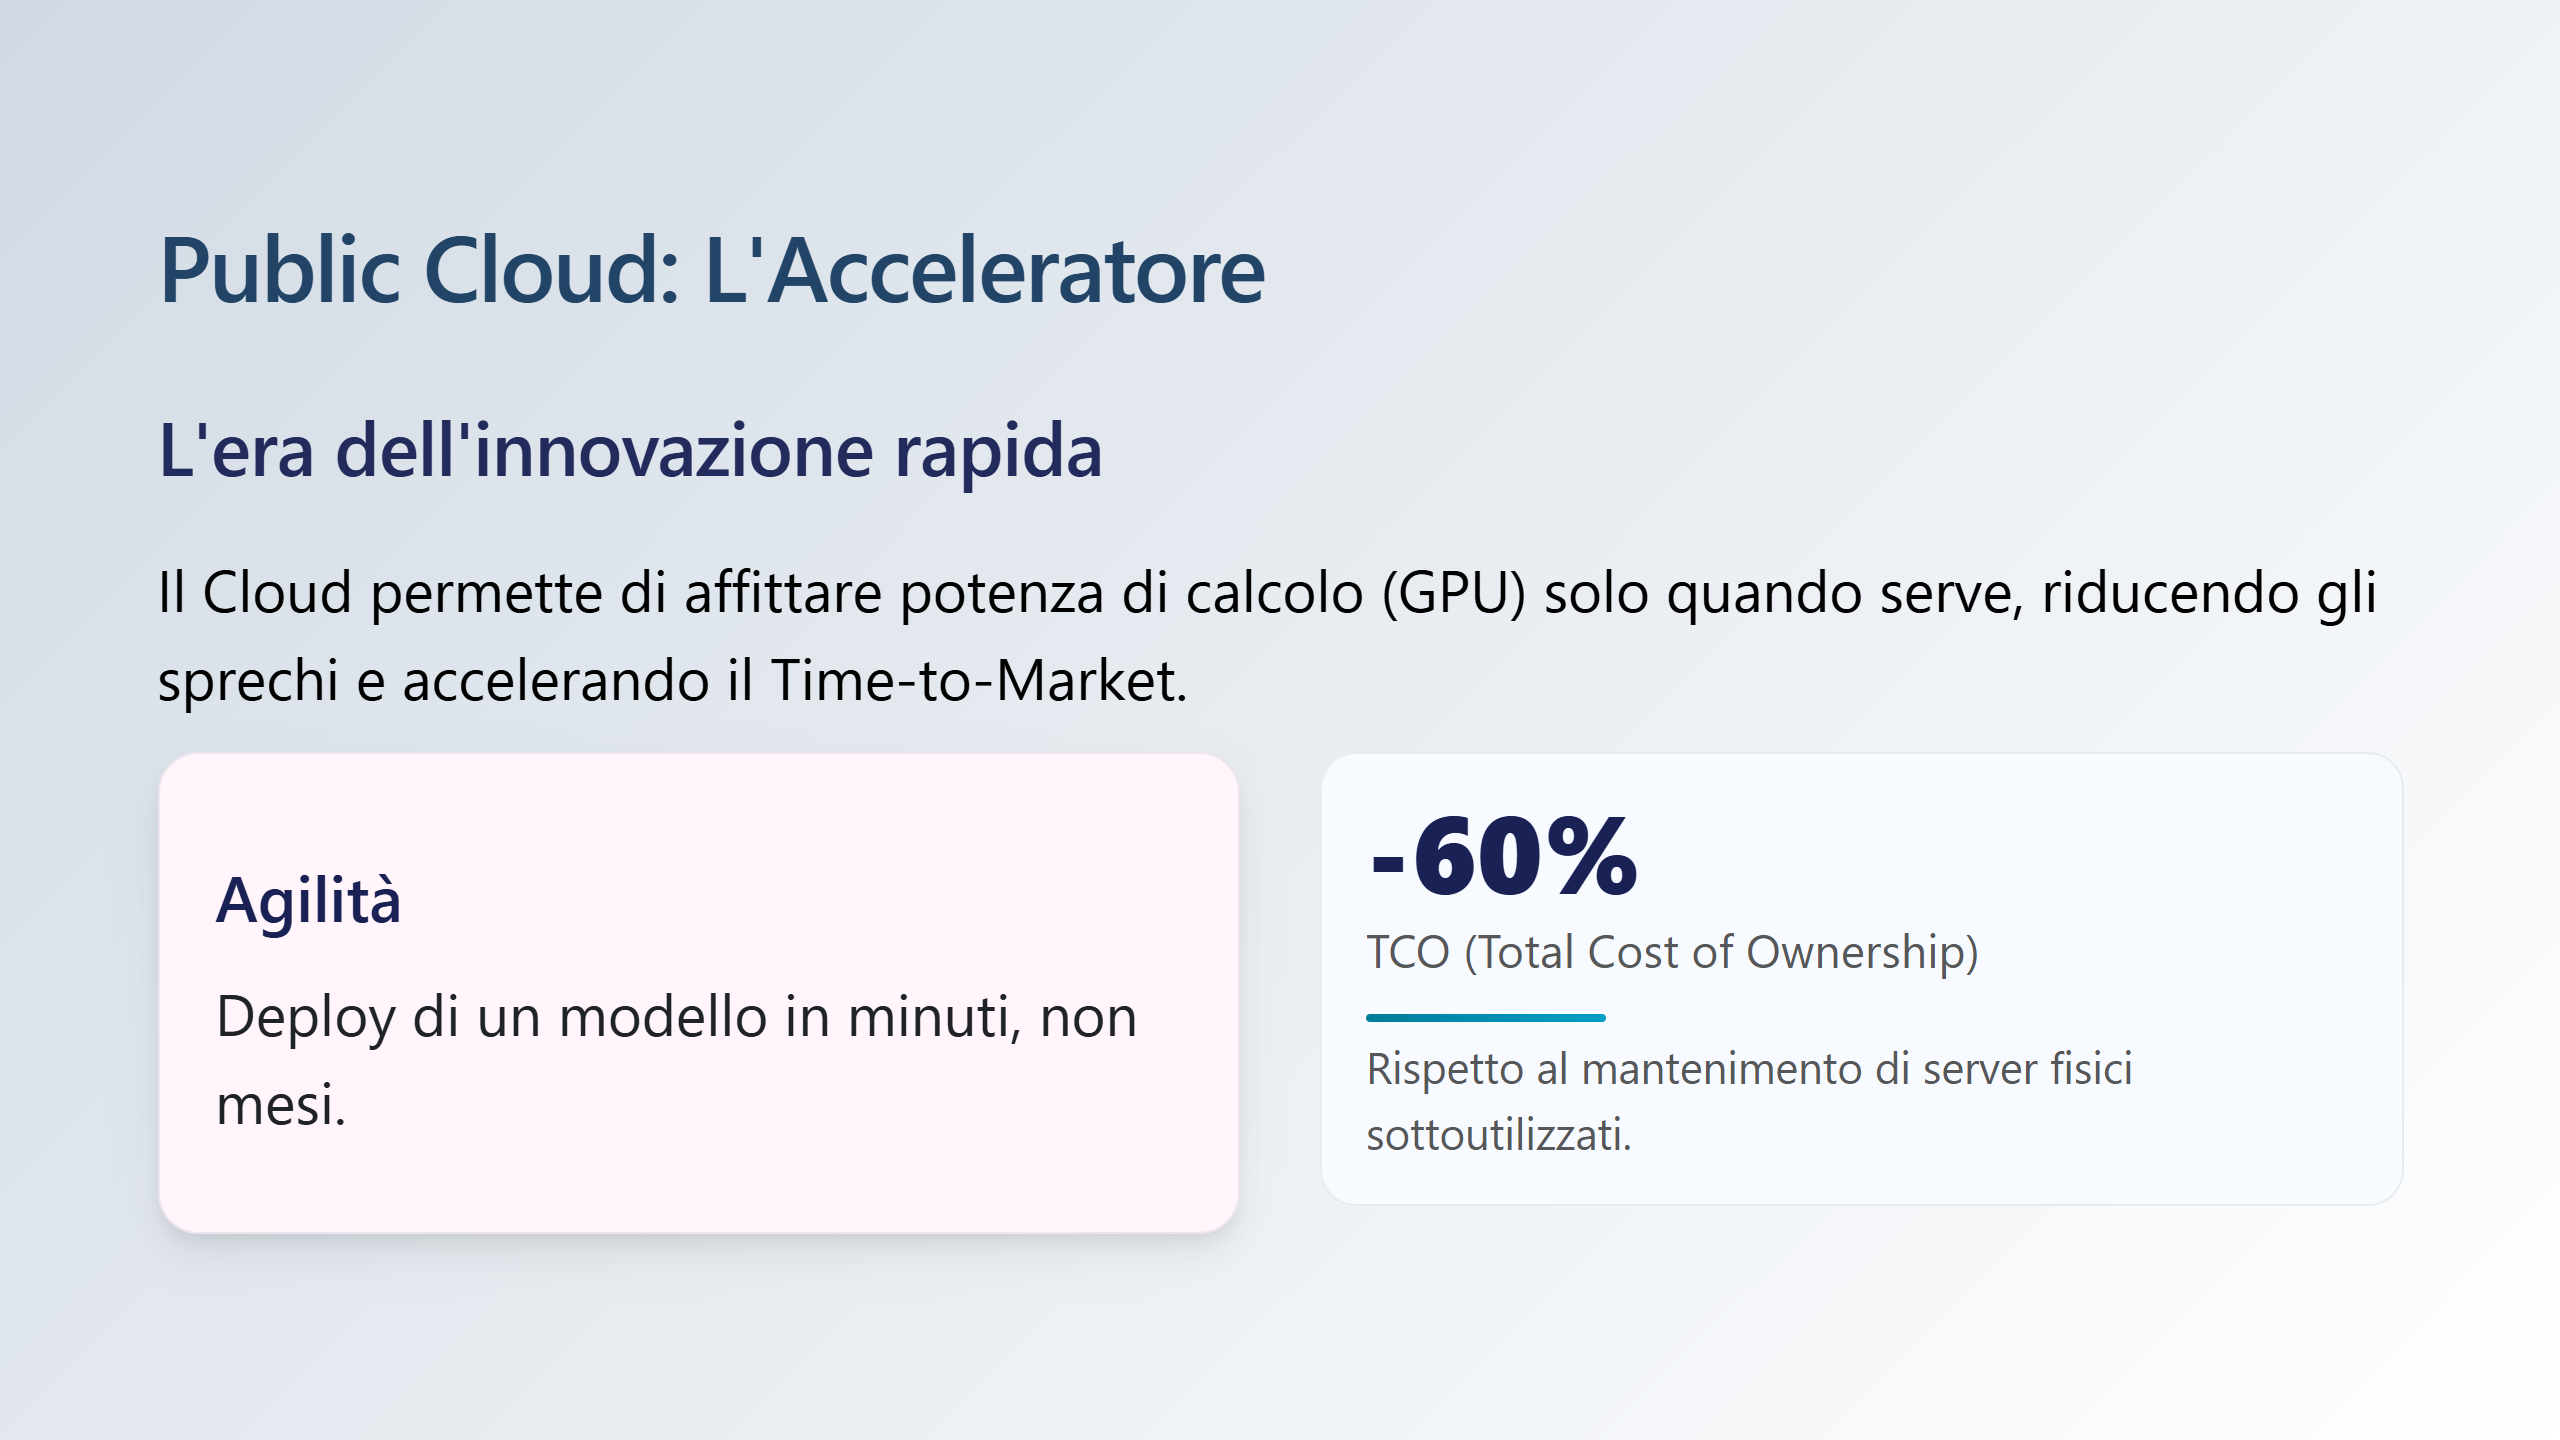 Public Cloud: L'Acceleratore
L'era dell'innovazione rapida
Il Cloud permette di affittare potenza di calcolo (GPU) solo quando serve, riducendo gli
sprechi e accelerando il Time-to-Market.
Agilità
Deploy di un modello in minuti, non
mesi.
-60%
TCO (Total Cost of Ownership)
Rispetto al mantenimento di server fisici
sottoutilizzati.